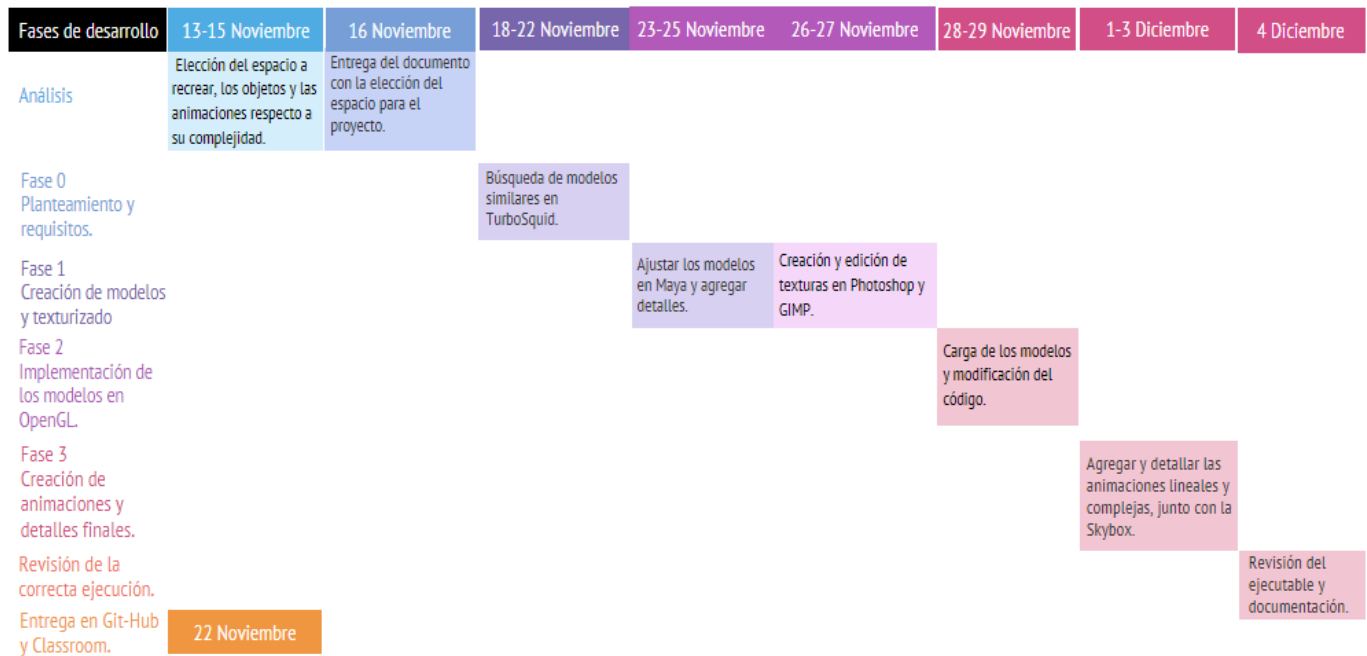 Fases de desarrollo
13-15 Noviembre
16 Noviembre
18-22 Noviembre
23-25 Noviembre
26-27 Noviembre
28-29 Noviembre
1-3 Diciembre
4 Diciembre
Análisis
Elección del espacio a
recrear, los objetos y las
animaciones respecto a
su complejidad.
Entrega del documento
con la elección del
espacio para el
proyecto.
Fase 0
Planteamiento y
requisitos.
Búsqueda de modelos
similares en
TurboSquid.
Fase 1
Creación de modelos
y texturizado
Ajustar los modelos
en Maya y agregar
detalles.
Creación y edición de
texturas en Photoshop y
GIMP.
Fase 2
Implementación de
los modelos en
OpenGL.
Carga de los modelos
y modificación del
código.
Fase 3
Creación de
animaciones y
detalles finales.
Agregar y detallar las
animaciones lineales y
complejas, junto con la
Skybox.
Revisión de la
correcta ejecución.
Revisión del
ejecutable y
documentación.
Entrega en Git-Hub
y Classroom.
22 Noviembre